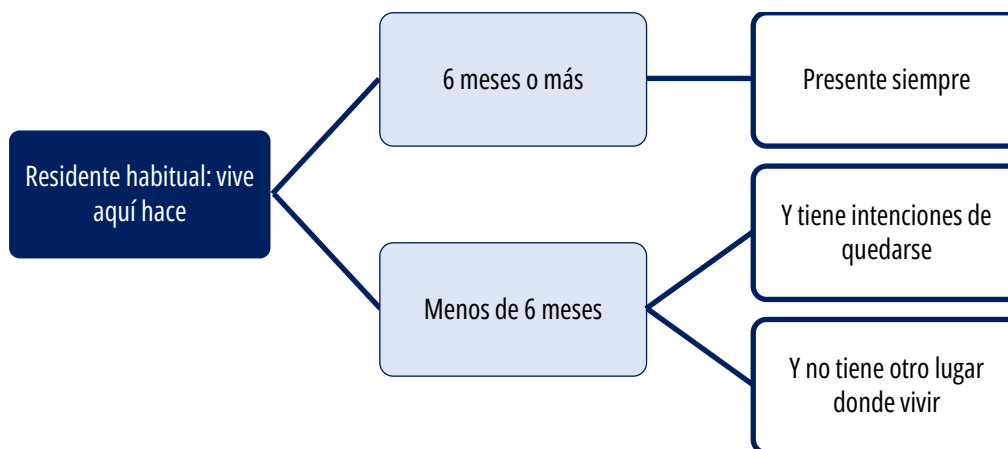 Residente habitual: vive
aquí hace
6 meses o más
Presente siempre
Menos de 6 meses
Y tiene intenciones de
quedarse
Y no tiene otro lugar
donde vivir